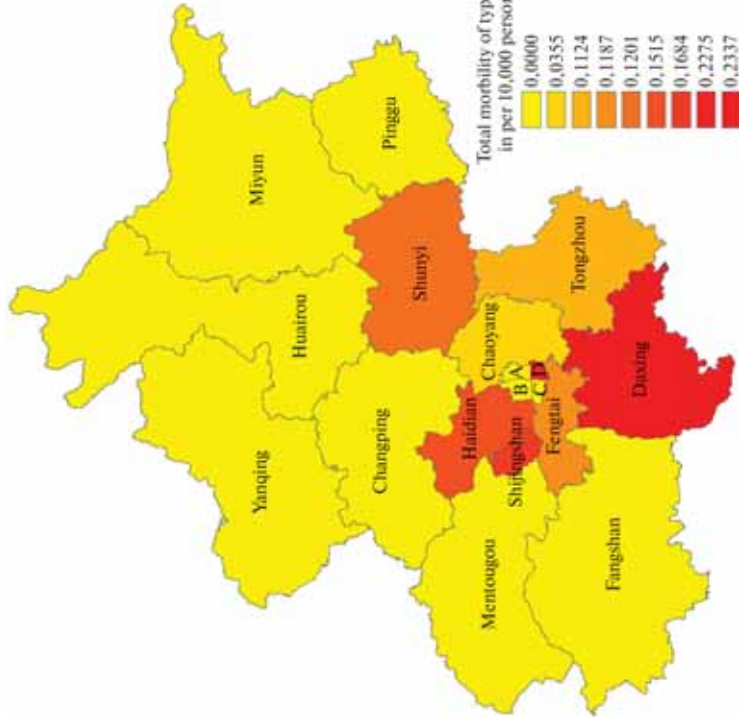 Miyun
Pinggu
Huairou
Yanqing
Shunyi
Changping
Chaoyang
Haidian
Tongzhou
Shijingshan
Mentougou
B A
C D
Fengtai
Daxing
Fangshan
Total morbility of typ
in per 10,000 person
0,0000
0,0355
0,1124
0,1187
0,1201
0,1515
0,1684
0,2275
0,2337